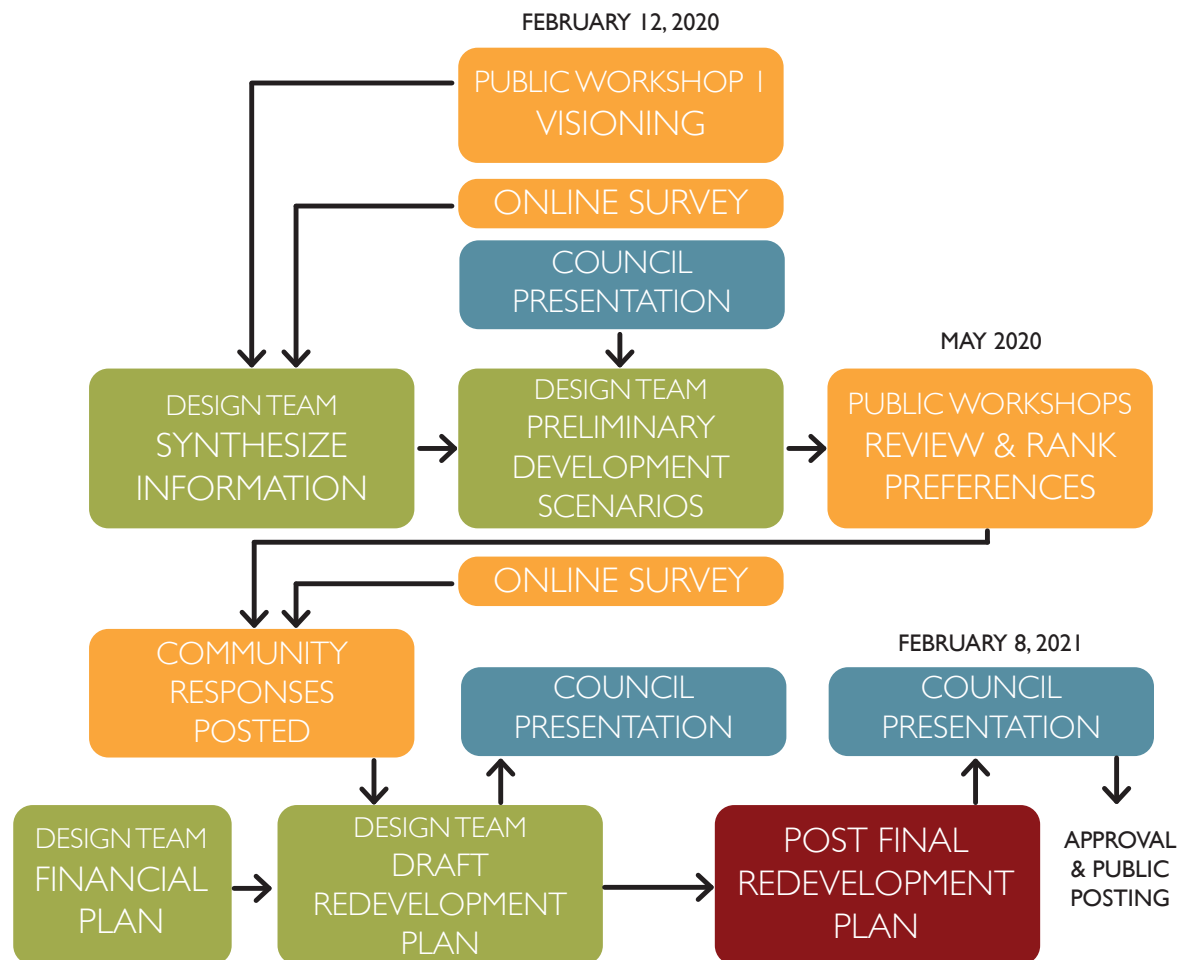 FEBRUARY 12, 2020
PUBLIC WORKSHOP 1
VISIONING
ONLINE SURVEY
COUNCIL
PRESENTATION
DESIGN TEAM
SYNTHESIZE
INFORMATION
DESIGN TEAM
PRELIMINARY
DEVELOPMENT
SCENARIOS
MAY 2020
PUBLIC WORKSHOPS
REVIEW & RANK
PREFERENCES
ONLINE SURVEY
COMMUNITY
RESPONSES
POSTED
COUNCIL
PRESENTATION
FEBRUARY 8, 2021
COUNCIL
PRESENTATION
DESIGN TEAM
FINANCIAL
PLAN
DESIGN TEAM
DRAFT
REDEVELOPMENT
PLAN
POST FINAL
REDEVELOPMENT
PLAN
APPROVAL
& PUBLIC
POSTING